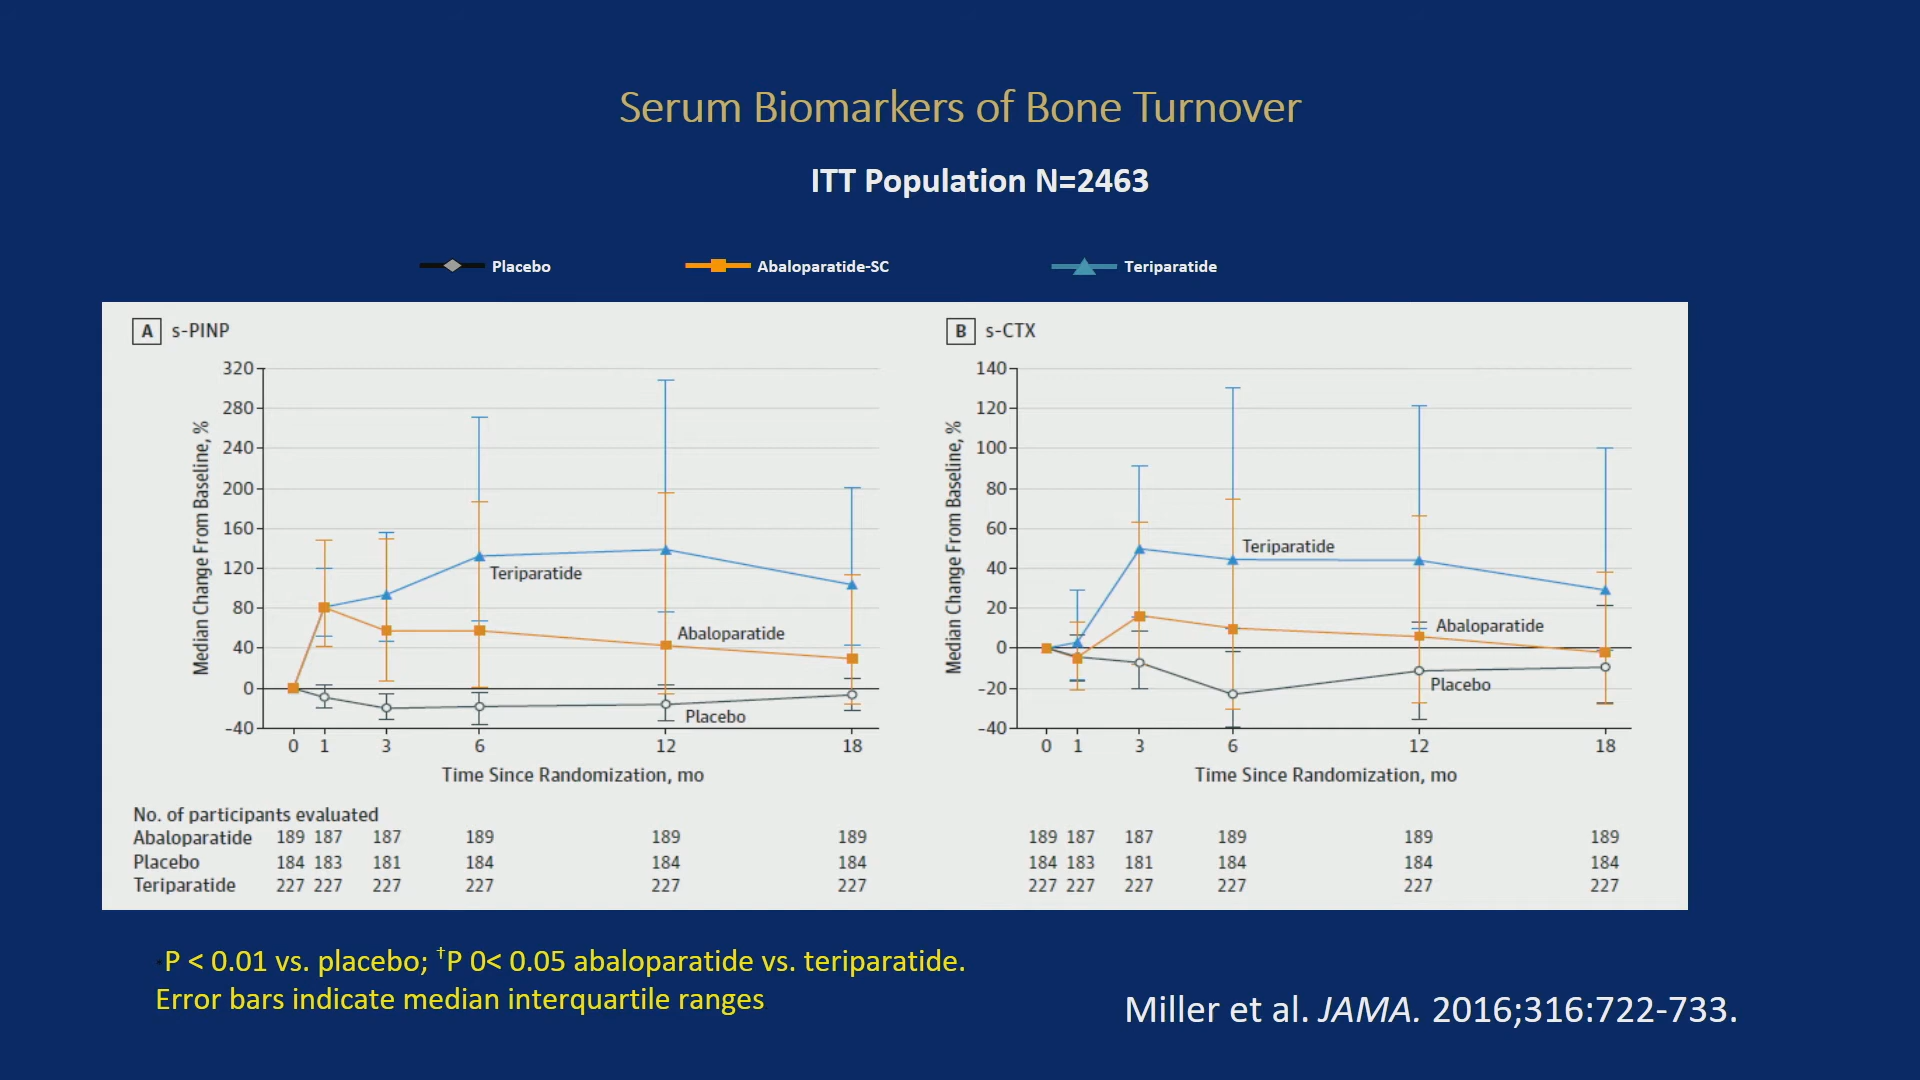 Serum Biomarkers of Bone Turnover
ITT Population N=2463
Placebo
Abaloparatide-SC
Teriparatide
A s-PINP
Median Change From Baseline, %
320
280
240
200
160
120
80
40
0
-40
Teriparatide
Abaloparatide
Placebo
0 1 3 6 12 18
Time Since Randomization, mo
B s-CTX
Median Change From Baseline, %
140
120
100
80
60
40
20
0
-20
-40
Teriparatide
Abaloparatide
Placebo
0 1 3 6 12 18
Time Since Randomization, mo
No. of participants evaluated
Abaloparatide 189 187 187 189 189 189 189 187 187 189 189 189
Placebo 184 183 181 184 184 184 184 183 181 184 184 184
Teriparatide 227 227 227 227 227 227 227 227 227 227 227 227
·P < 0.01 vs. placebo; †P 0< 0.05 abaloparatide vs. teriparatide.
Error bars indicate median interquartile ranges
Miller et al. JAMA. 2016;316:722-733.